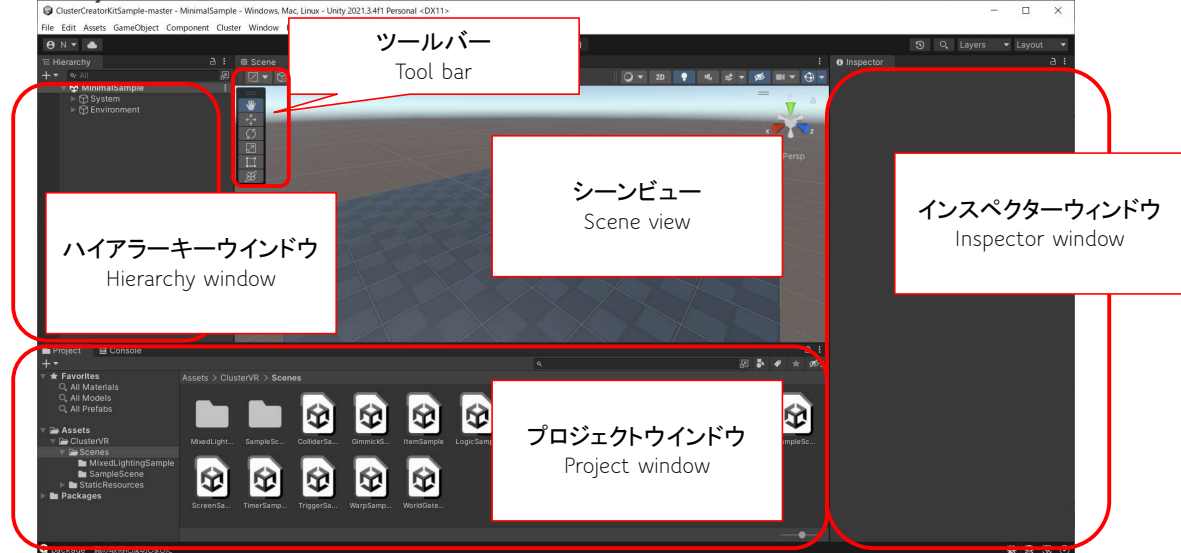 ClusterCreatorKitSample-master - MinimalSample - Windows, Mac, Linux - Unity 2021.3.4f1 Personal <DX11>
File Edit Assets GameObject Component Cluster Window
N
Layers
Layout
ツールバー
Tool bar
Hierarchy
Scene
Inspector
All
2D
MinimalSample
System
Environment
x
z
Persp
シーンビュー
Scene view
インスペクターウィンドウ
Inspector window
ハイアラーキーウインドウ
Hierarchy window
Project
Console
Favorites
All Materials
All Models
All Prefabs
Assets > ClusterVR > Scenes
Assets
ClusterVR
Scenes
MixedLightingSample
SampleScene
StaticResources
Packages
MixedLight...
SampleSc...
ColliderSa...
GimmickS...
ItemSample
LogicSamp
mpleSc...
ScreenSa...
TimerSamp...
TriggerSa...
WarpSamp...
WorldGate...
プロジェクトウインドウ
Project window